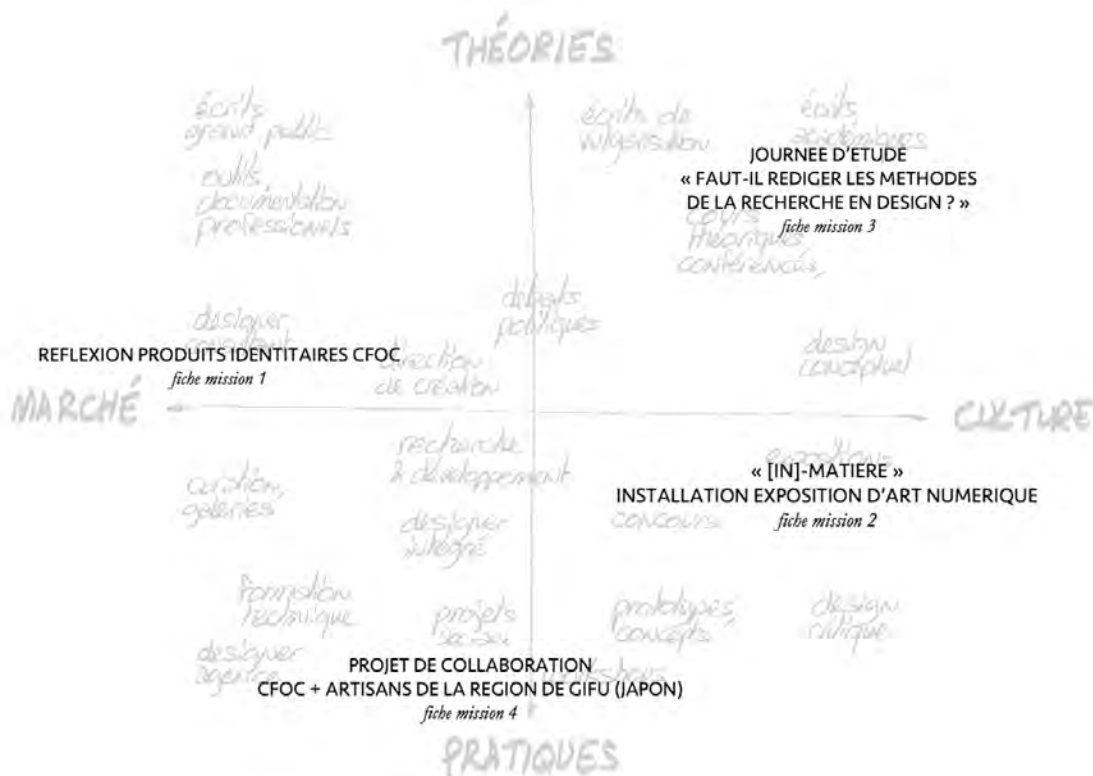 THÉORIES
écrits
grand public
écrits de
vulgarisation
écrits
académiques
JOURNEE D'ETUDE
« FAUT-IL REDIGER LES METHODES
DE LA RECHERCHE EN DESIGN ? »
fiche mission 3
outils
documentation
professionnels
cours
théoriques,
conférences,
débats
politiques
designer
consultant
REFLEXION PRODUITS IDENTITAIRES CFOC
fiche mission 1
direction
de création
design
conceptuel
MARCHÉ
CULTURE
recherche
& développement
expositions
« [IN]-MATIERE »
INSTALLATION EXPOSITION D'ART NUMERIQUE
fiche mission 2
concours
curation,
galeries
designer
intégré
formation
technique
projets
prototypes,
concepts
design
critique
designer
agence
workshops
PROJET DE COLLABORATION
CFOC + ARTISANS DE LA REGION DE GIFU (JAPON)
fiche mission 4
PRATIQUES